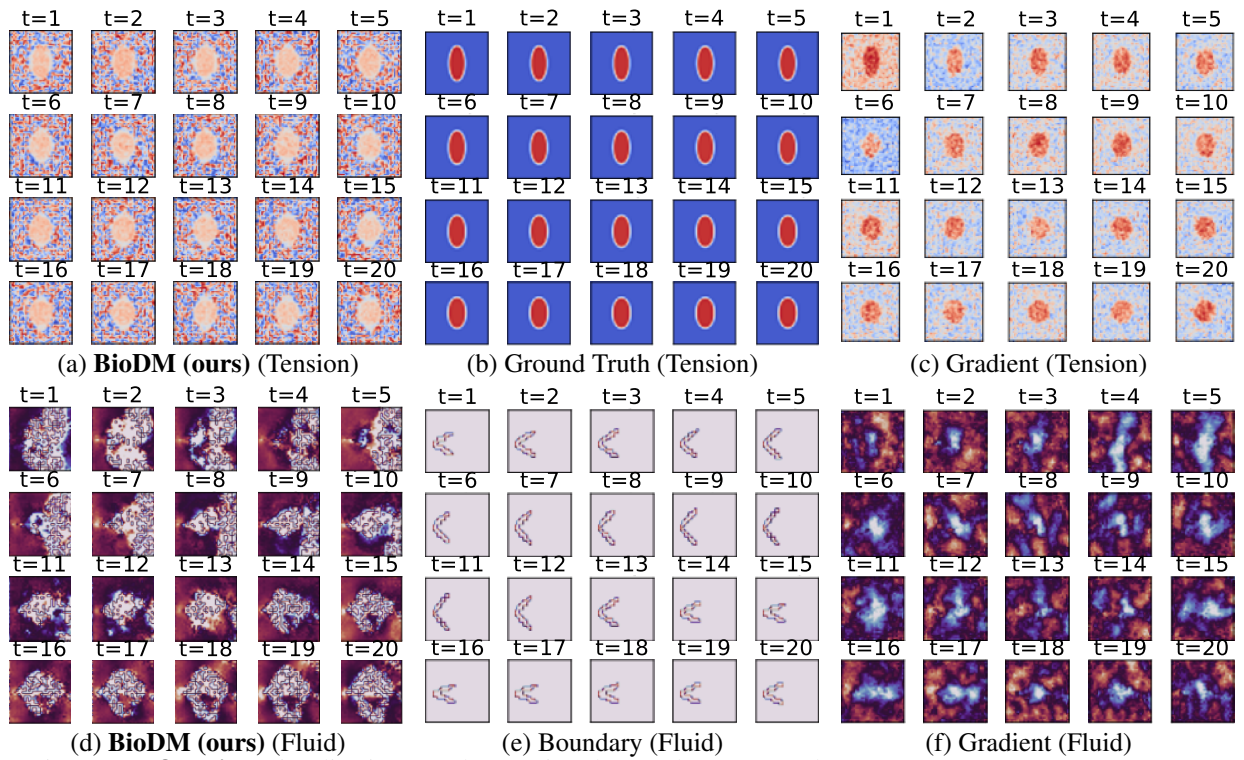 t=1 t=2 t=3 t=4 t=5 t=1 t=2 t=3 t=4 t=5 t=1 t=2 t=3 t=4 t=5
t=6 t=7 t=8 t=9 t=10 t=6 t=7 t=8 t=9 t=10 t=6 t=7 t=8 t=9 t=10
t=11 t=12 t=13 t=14 t=15 t=11 t=12 t=13 t=14 t=15 t=11 t=12 t=13 t=14 t=15
t=16 t=17 t=18 t=19 t=20 t=16 t=17 t=18 t=19 t=20 t=16 t=17 t=18 t=19 t=20
(a) BioDM (ours) (Tension) (b) Ground Truth (Tension) (c) Gradient (Tension)
t=1 t=2 t=3 t=4 t=5 t=1 t=2 t=3 t=4 t=5 t=1 t=2 t=3 t=4 t=5
t=6 t=7 t=8 t=9 t=10 t=6 t=7 t=8 t=9 t=10 t=6 t=7 t=8 t=9 t=10
t=11 t=12 t=13 t=14 t=15 t=11 t=12 t=13 t=14 t=15 t=11 t=12 t=13 t=14 t=15
t=16 t=17 t=18 t=19 t=20 t=16 t=17 t=18 t=19 t=20 t=16 t=17 t=18 t=19 t=20
(d) BioDM (ours) (Fluid) (e) Boundary (Fluid) (f) Gradient (Fluid)